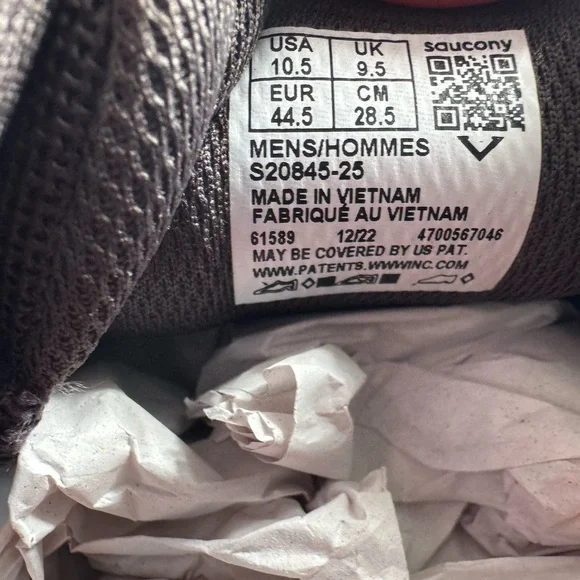 USA UK saucony
10.5 9.5
EUR CM
44.5 28.5
MENS/HOMMES
S20845-25
MADE IN VIETNAM
FABRIQUÉ AU VIETNAM
61589 12/22 4700567046
MAY BE COVERED BY US PAT.
WWW.PATENTS.WWWINC.COM